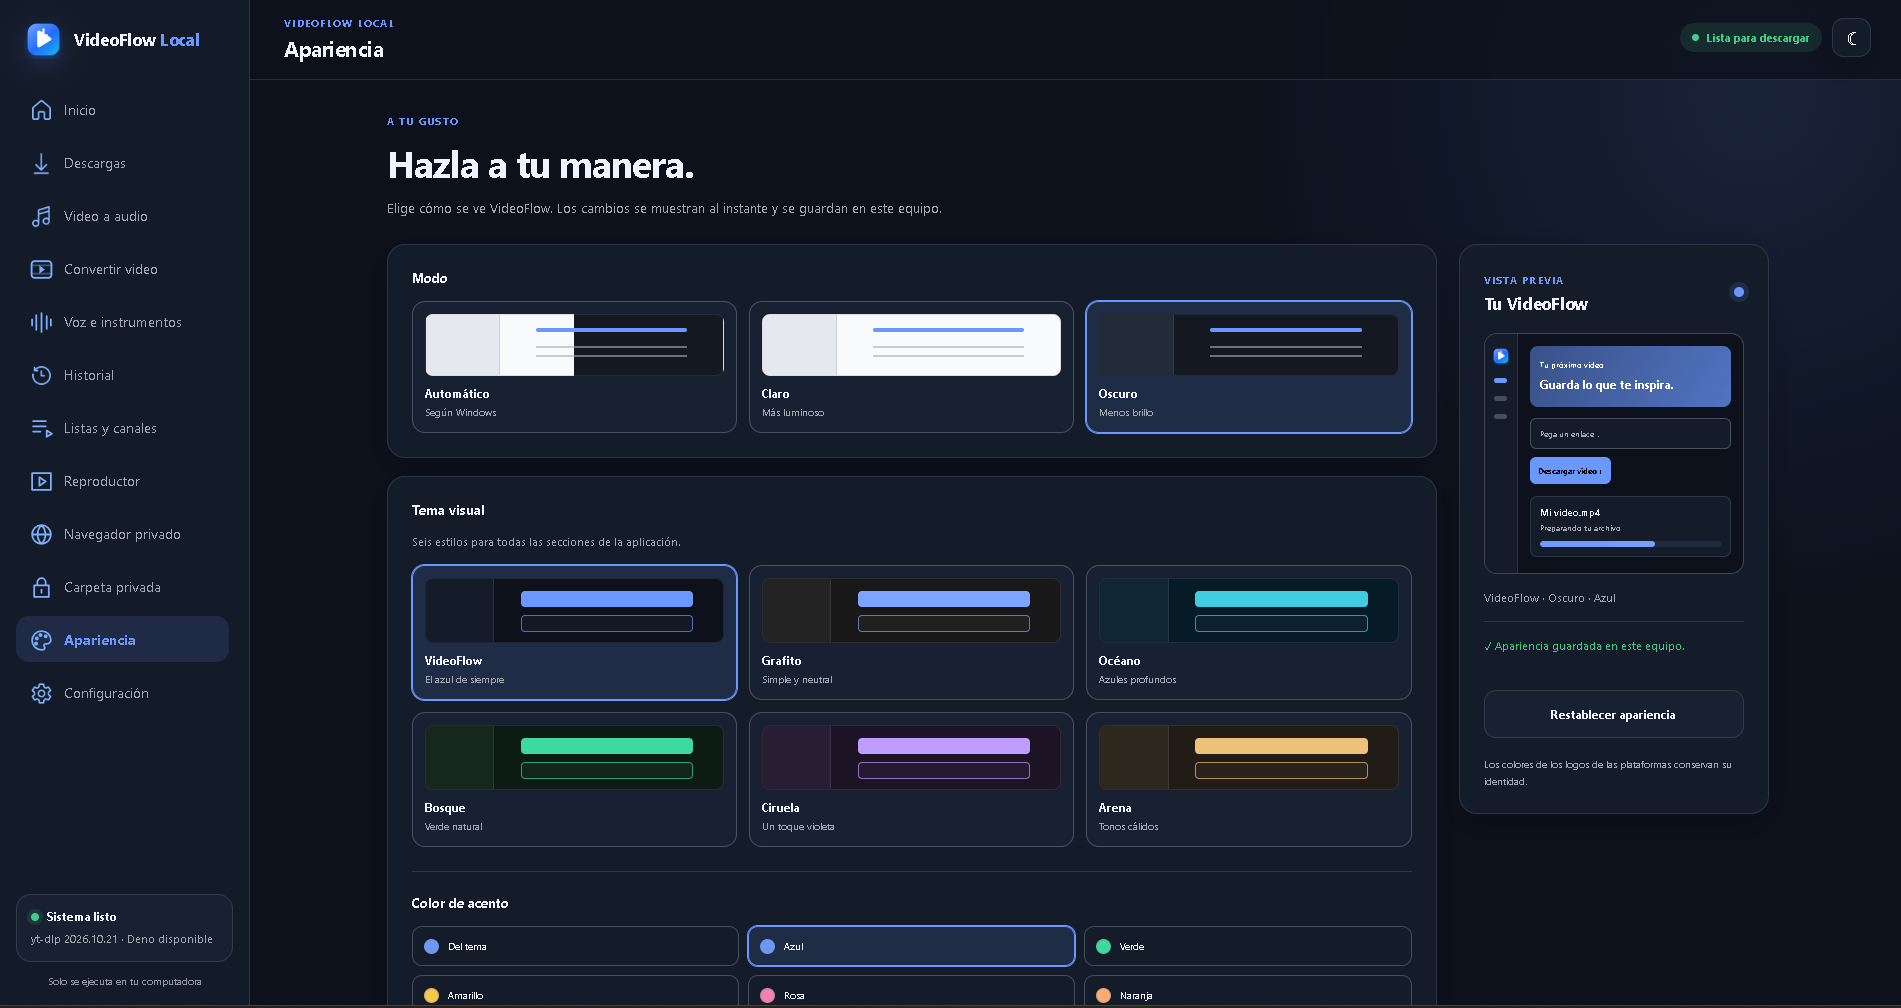 VideoFlow Local
Inicio
Descargas
Video a audio
Convertir video
Voz e instrumentos
Historial
Listas y canales
Reproductor
Navegador privado
Carpeta privada
Apariencia
Configuración
Sistema listo
yt-dlp 2026.10.21 · Deno disponible
Solo se ejecuta en tu computadora
VIDEOFLOW LOCAL
Apariencia
Lista para descargar
A TU GUSTO
Hazla a tu manera.
Elige cómo se ve VideoFlow. Los cambios se muestran al instante y se guardan en este equipo.
Modo
Automático
Según Windows
Claro
Más luminoso
Oscuro
Menos brillo
Tema visual
Seis estilos para todas las secciones de la aplicación.
VideoFlow
El azul de siempre
Grafito
Simple y neutral
Océano
Azules profundos
Bosque
Verde natural
Ciruela
Un toque violeta
Arena
Tonos cálidos
Color de acento
Del tema
Azul
Verde
Amarillo
Rosa
Naranja
VISTA PREVIA
Tu VideoFlow
Tu próximo video
Guarda lo que te inspira.
Pega un enlace…
Descargar video
Mi video.mp4
Preparando tu archivo
VideoFlow · Oscuro · Azul
✓ Apariencia guardada en este equipo.
Restablecer apariencia
Los colores de los logos de las plataformas conservan su
identidad.